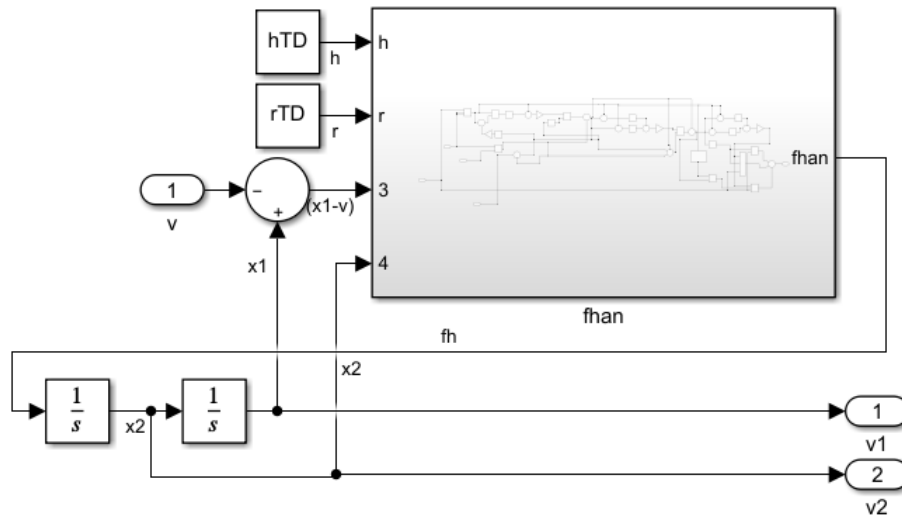 hTD
h
h
rTD
r
r
fhan
1
v
−
+
(x1-v)
3
x1
4
fhan
fh
x2
1
s
x2
1
s
1
v1
2
v2